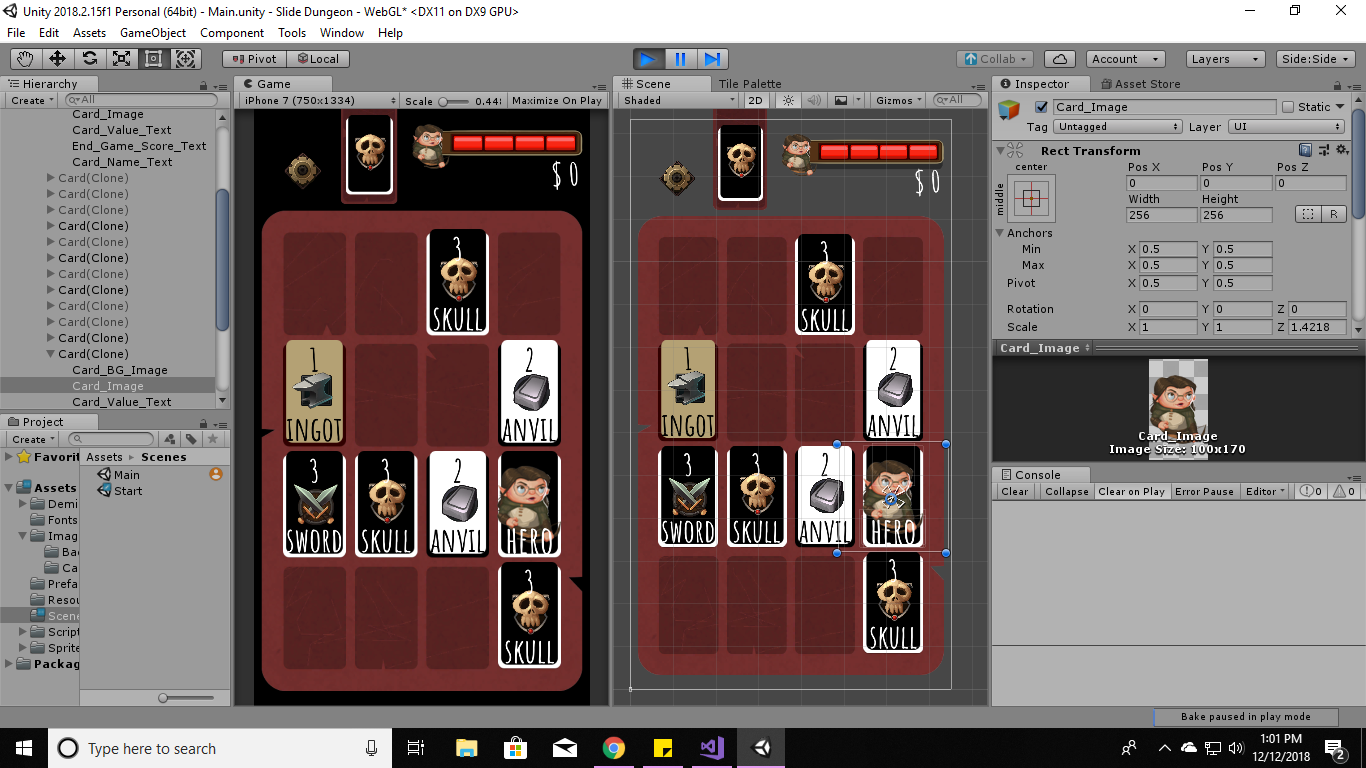 Unity 2018.2.15f1 Personal (64bit) - Main.unity - Slide Dungeon - WebGL* <DX11 on DX9 GPU>
File Edit Assets GameObject Component Tools Window Help
Pivot Local Collab Account Layers Side:Side
Hierarchy
Create All
Card_Image
Card_Value_Text
End_Game_Score_Text
Card_Name_Text
Card(Clone)
Card(Clone)
Card(Clone)
Card(Clone)
Card(Clone)
Card(Clone)
Card(Clone)
Card(Clone)
Card(Clone)
Card(Clone)
Card(Clone)
Card(Clone)
Card_BG_Image
Card_Image
Card_Value_Text
Project
Create
Favorit
Assets
Demi
Fonts
Imag
Ba
Ca
Prefa
Resou
Scene
Script
Sprite
Packag
Assets Scenes
Main
Start
Game
iPhone 7 (750x1334) Scale 0.44 Maximize On Play
$ 0
3
SKULL
1
INGOT
2
ANVIL
3
SWORD
3
SKULL
2
ANVIL
HERO
3
SKULL
Scene Tile Palette
Shaded 2D Gizmos All
$ 0
3
SKULL
1
INGOT
2
ANVIL
3
SWORD
3
SKULL
2
ANVIL
HERO
3
SKULL
Inspector Asset Store
Card_Image Static
Tag Untagged Layer UI
Rect Transform
center
middle
Pos X Pos Y Pos Z
0 0 0
Width Height
256 256
R
Anchors
Min X 0.5 Y 0.5
Max X 0.5 Y 0.5
Pivot X 0.5 Y 0.5
Rotation X 0 Y 0 Z 0
Scale X 1 Y 1 Z 1.4218
Card_Image
Card_Image
Image Size: 100x170
Console
Clear Collapse Clear on Play Error Pause Editor 0 0
Bake paused in play mode
Type here to search
1:01 PM
12/12/2018
2